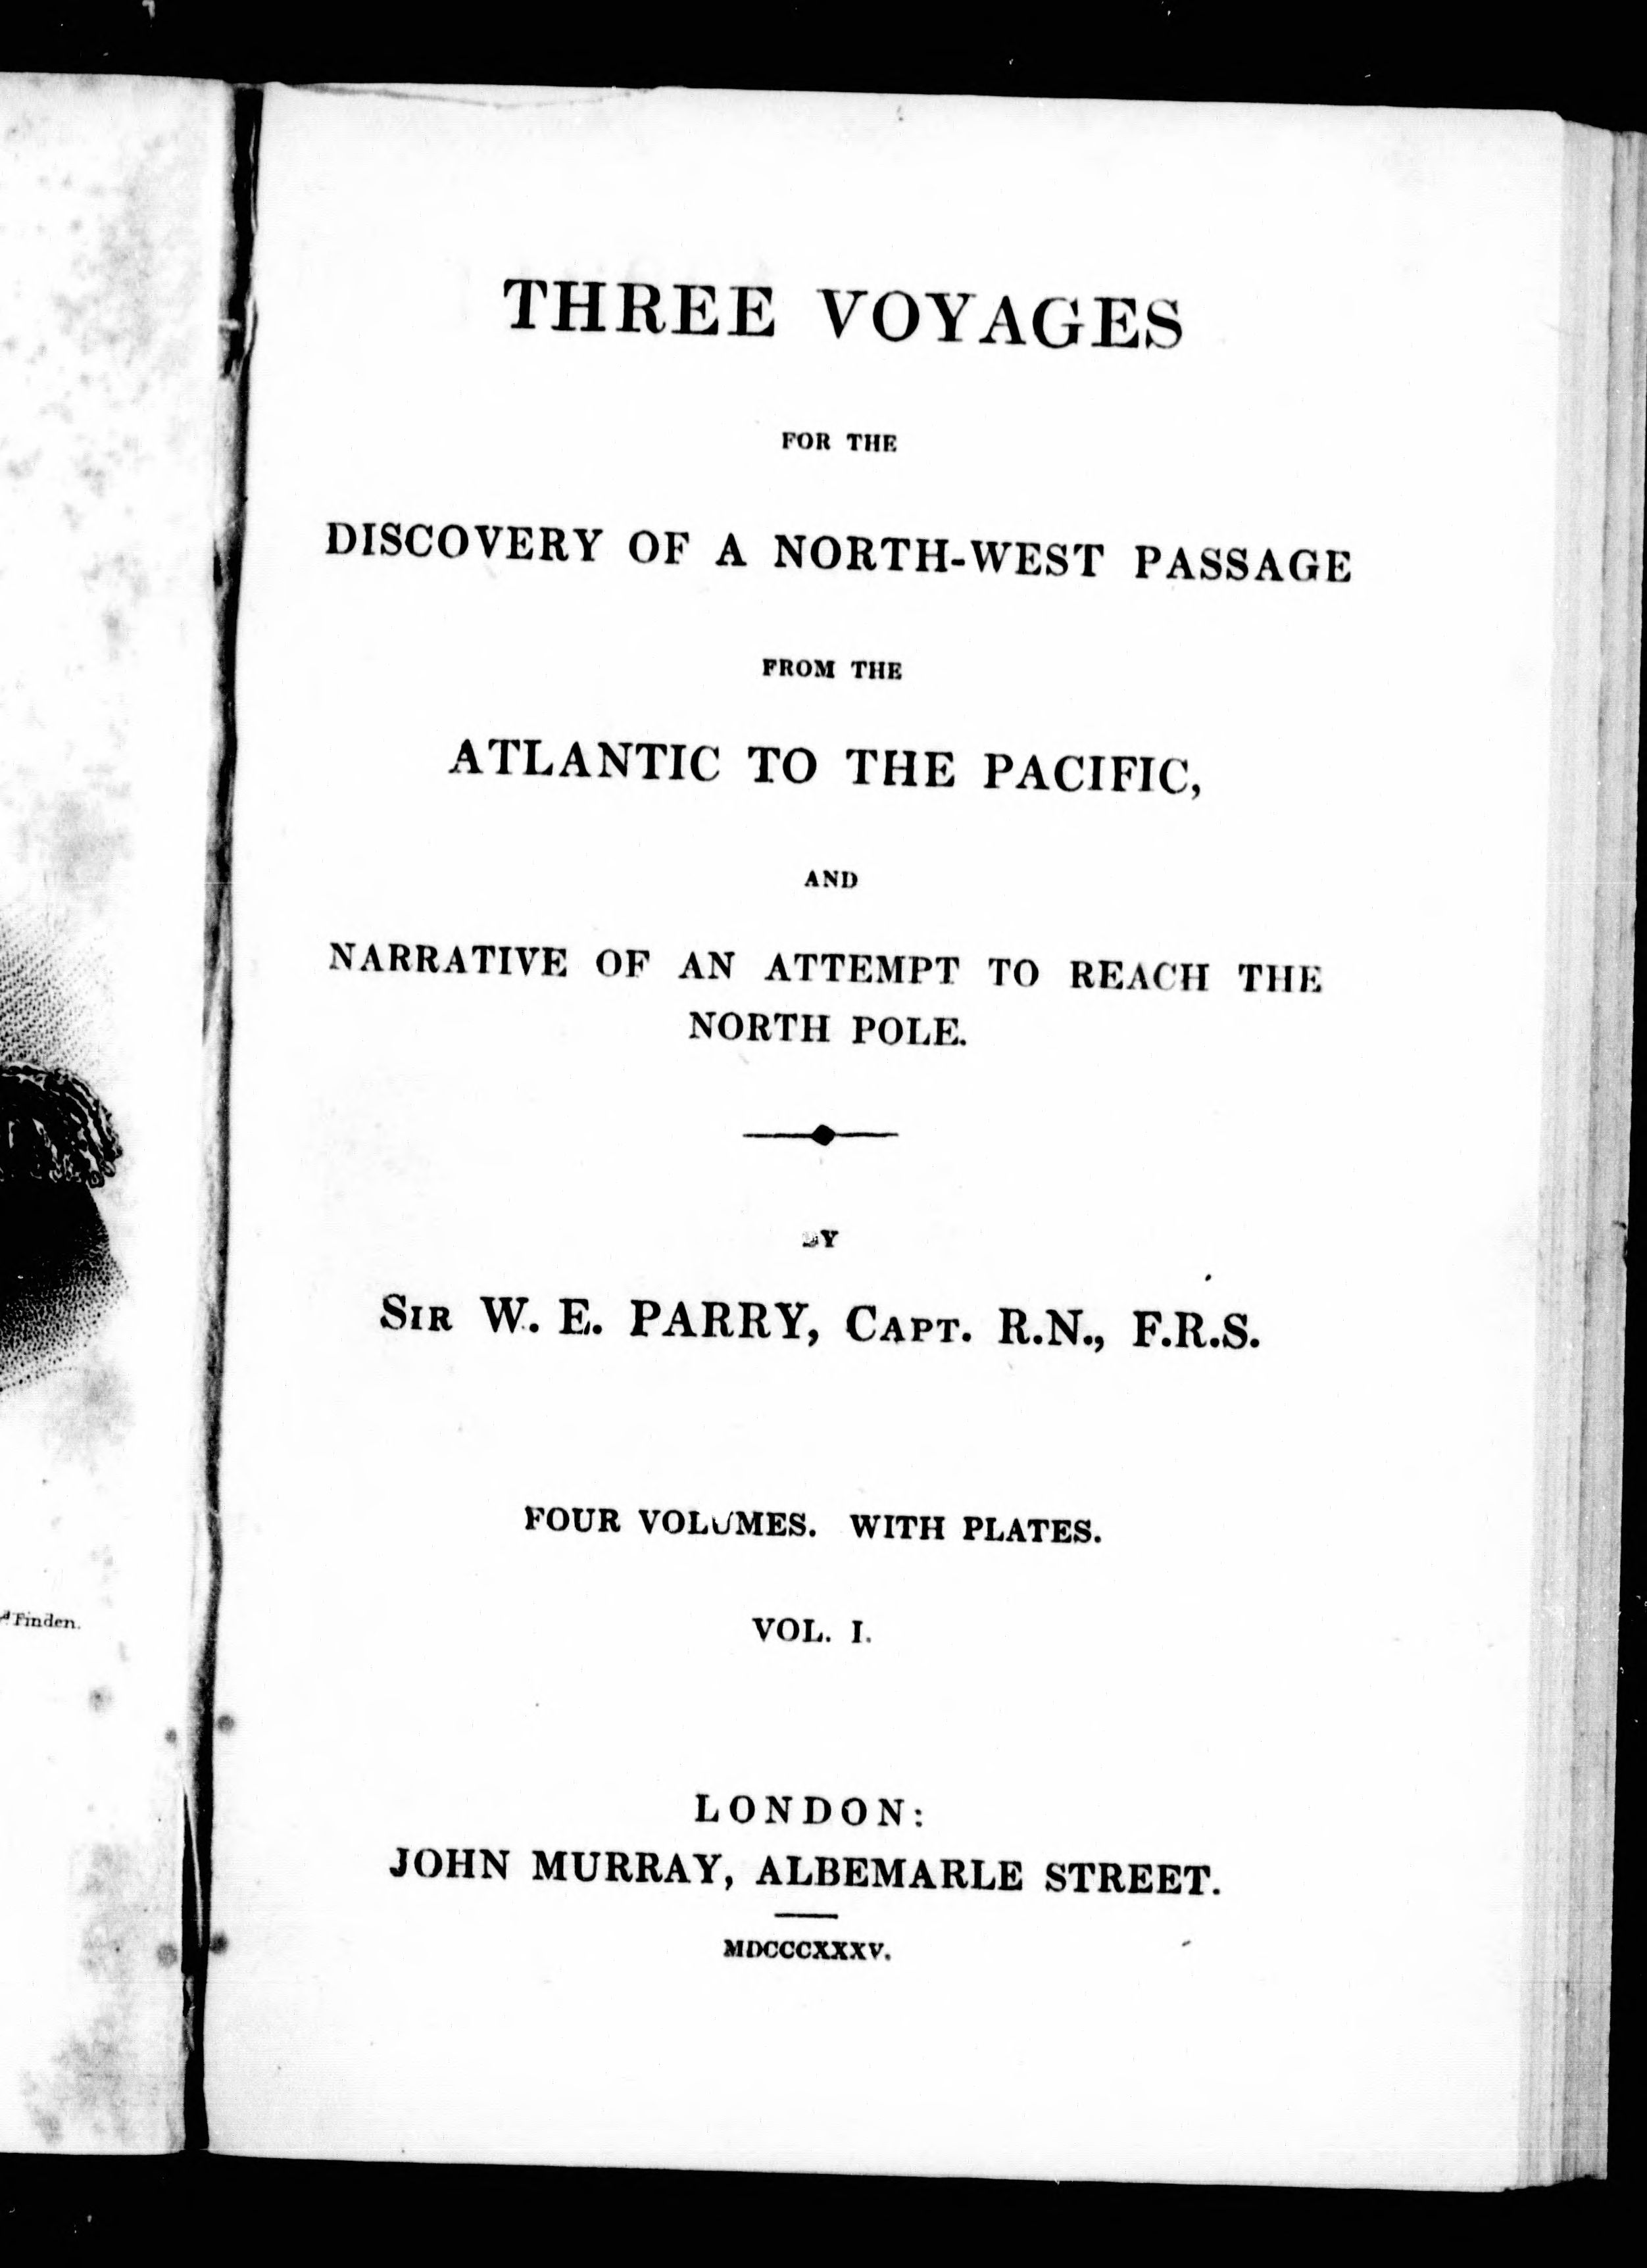 THREE VOYAGES
FOR THE
DISCOVERY OF A NORTH-WEST PASSAGE
FROM THE
ATLANTIC TO THE PACIFIC,
AND
NARRATIVE OF AN ATTEMPT TO REACH THE
NORTH POLE.
BY
SIR W. E. PARRY, CAPT. R.N., F.R.S.
FOUR VOLUMES. WITH PLATES.
VOL. I.
LONDON:
JOHN MURRAY, ALBEMARLE STREET.
MDCCCXXXV.
Finden.